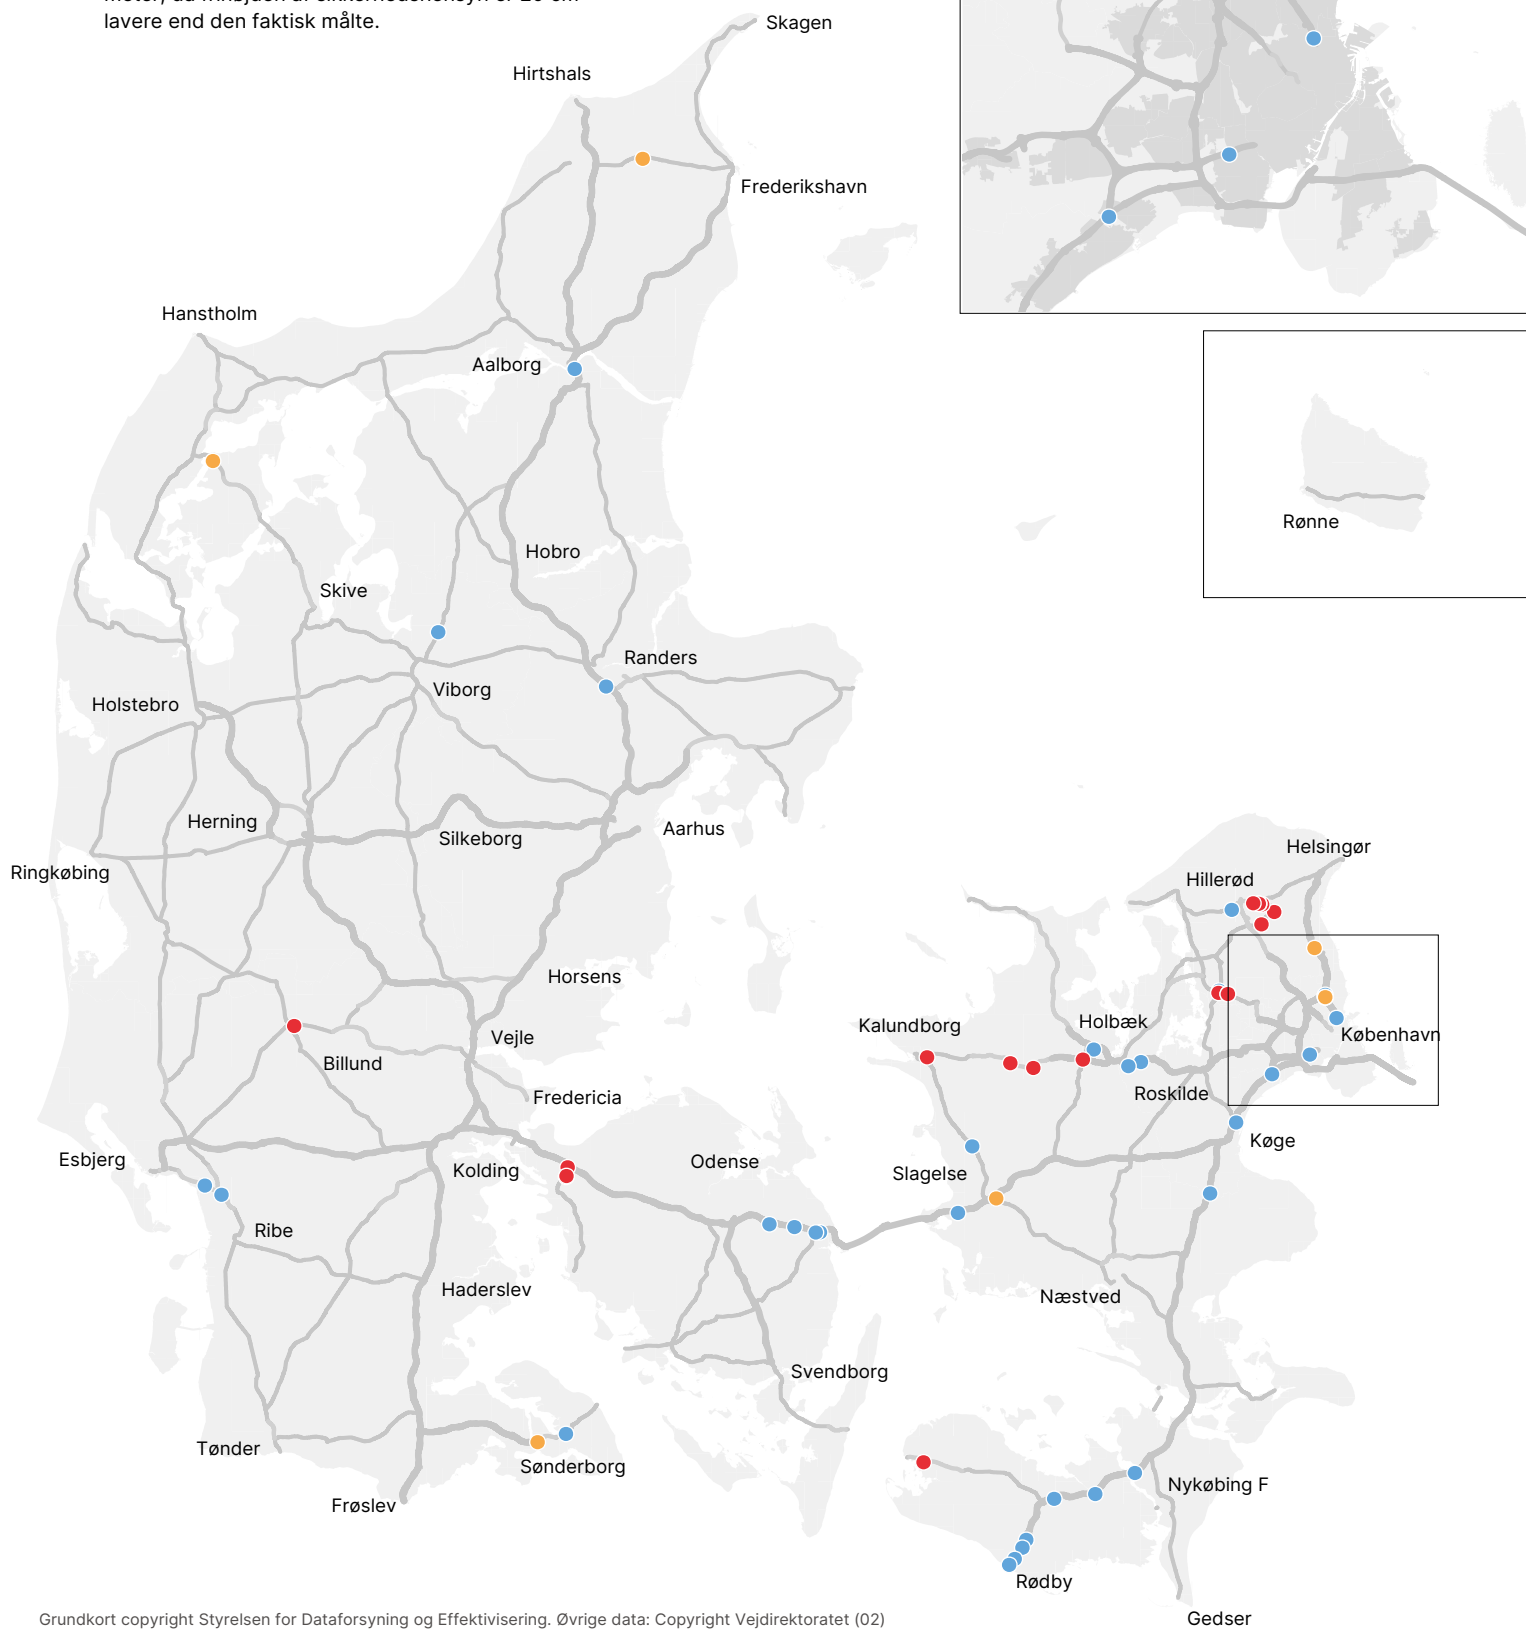 lavere end den faktisk målte.
Skagen
Hirtshals
Frederikshavn
Hanstholm
Aalborg
Rønne
Hobro
Skive
Randers
Viborg
Holstebro
Herning
Aarhus
Silkeborg
Helsingør
Ringkøbing
Hillerød
Horsens
Kalundborg
Holbæk
København
Vejle
Billund
Roskilde
Fredericia
Køge
Esbjerg
Odense
Kolding
Slagelse
Ribe
Haderslev
Næstved
Svendborg
Tønder
Sønderborg
Nykøbing F
Frøslev
Rødby
Gedser
Grundkort copyright Styrelsen for Dataforsyning og Effektivisering. Øvrige data: Copyright Vejdirektoratet (02)